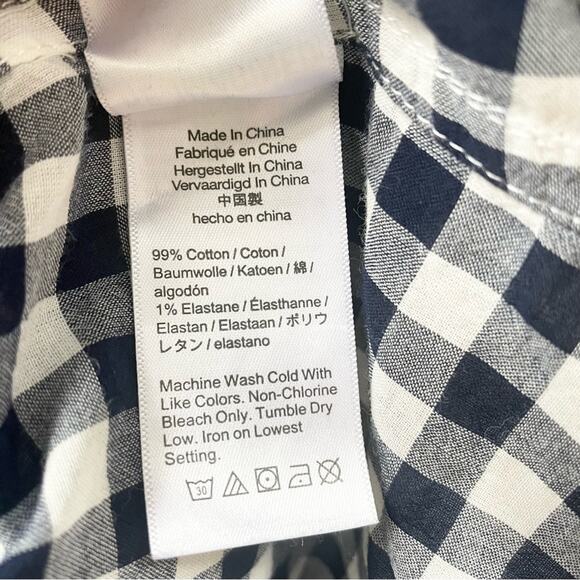 Made In China
Fabriqué en Chine
Hergestellt In China
Vervaardigd In China
中国製
hecho en china
99% Cotton / Coton /
Baumwolle / Katoen / 綿 /
algodón
1% Elastane / Élasthanne /
Elastan / Elastaan / ポリウ
レタン / elastano
Machine Wash Cold With
Like Colors. Non-Chlorine
Bleach Only. Tumble Dry
Low. Iron on Lowest
Setting.
30